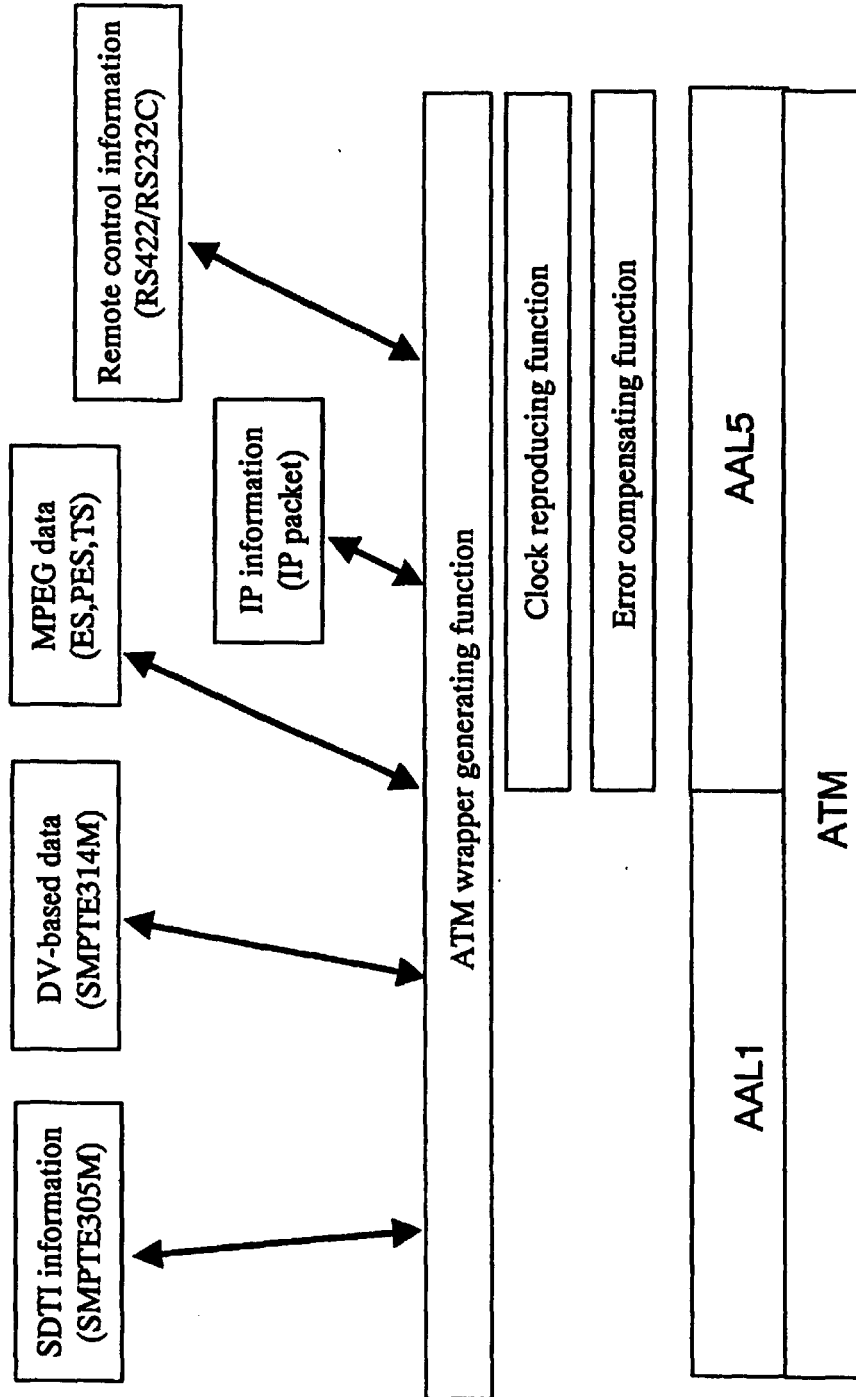 SDTI information
(SMPTE305M)
DV-based data
(SMPTE314M)
MPEG data
(ES,PES,TS)
IP information
(IP packet)
Remote control information
(RS422/RS232C)
ATM wrapper generating function
Clock reproducing function
Error compensating function
AAL1
AAL5
ATM